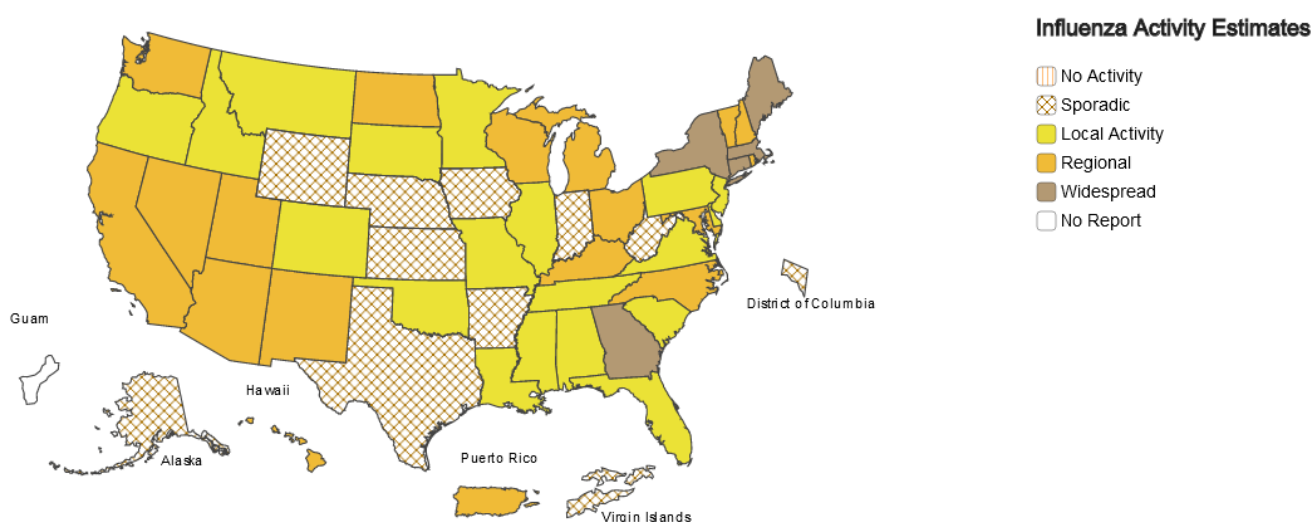 Influenza Activity Estimates
No Activity
Sporadic
Local Activity
Regional
Widespread
No Report
District of Columbia
Guam
Hawaii
Alaska
Puerto Rico
Virgin Islands